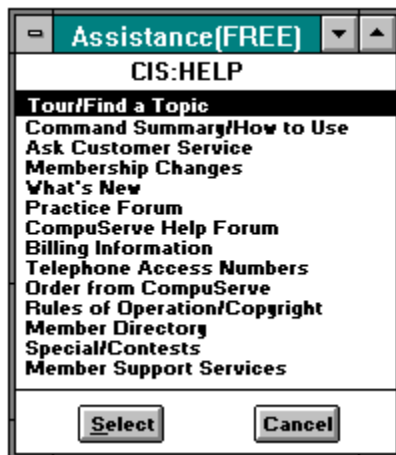 Assistance(FREE)
CIS:HELP
Tour/Find a Topic
Command Summary/How to Use
Ask Customer Service
Membership Changes
What's New
Practice Forum
CompuServe Help Forum
Billing Information
Telephone Access Numbers
Order from CompuServe
Rules of Operation/Copyright
Member Directory
Special/Contests
Member Support Services
Select Cancel